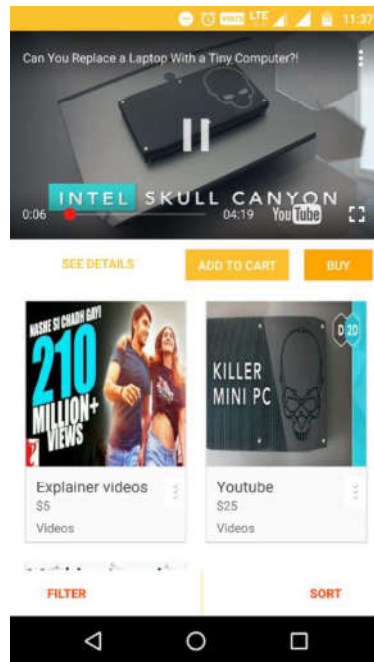 VOLTE LTE 11:37
Can You Replace a Laptop With a Tiny Computer?!
INTEL SKULL CANYON
0:06 04:19 YouTube
SEE DETAILS ADD TO CART BUY
NASHE SI CHADH GAYI
210
MILLION+
VIEWS
Y
KILLER
MINI PC
Explainer videos
$5
Videos
Youtube
$25
Videos
FILTER SORT